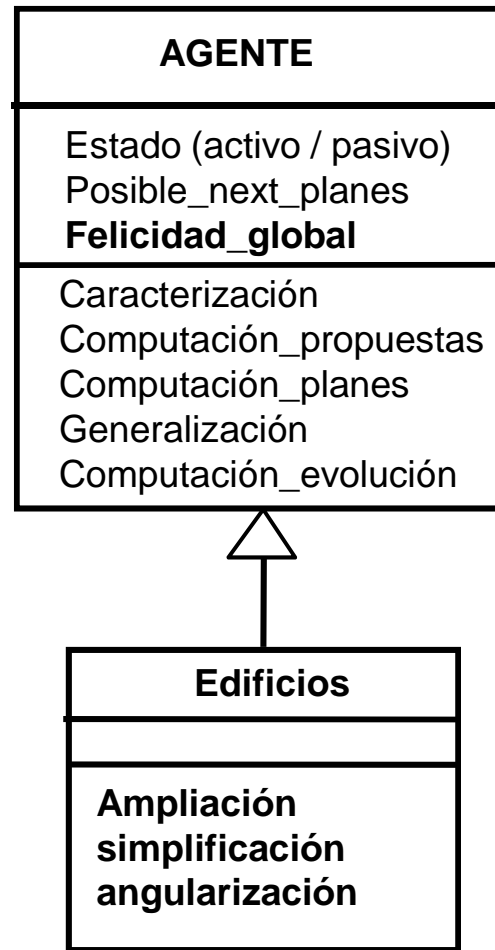 AGENTE
Estado (activo / pasivo)
Posible_next_planes
Felicidad_global
Caracterización
Computación_propuestas
Computación_planes
Generalización
Computación_evolución
Edificios
Ampliación
simplificación
angularización